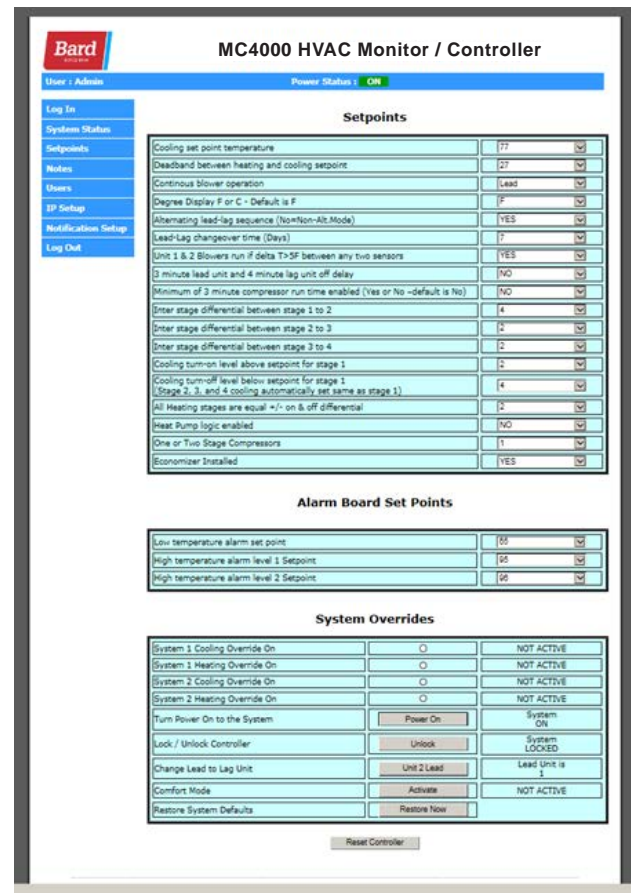 Bard
MC4000 HVAC Monitor / Controller
User : Admin
Power Status : ON
Log In
System Status
Setpoints
Notes
Users
IP Setup
Notification Setup
Log Out
Setpoints
Cooling set point temperature 77
Deadband between heating and cooling setpoint 27
Continous blower operation Lead
Degree Display F or C - Default is F F
Alternating lead-lag sequence (No=Non-Alt.Mode) YES
Lead-Lag changeover time (Days) 7
Unit 1 & 2 Blowers run if delta T>5F between any two sensors YES
3 minute lead unit and 4 minute lag unit off delay NO
Minimum of 3 minute compressor run time enabled (Yes or No –default is No) NO
Inter stage differential between stage 1 to 2 4
Inter stage differential between stage 2 to 3 2
Inter stage differential between stage 3 to 4 2
Cooling turn-on level above setpoint for stage 1 2
Cooling turn-off level below setpoint for stage 1
(Stage 2, 3, and 4 cooling automatically set same as stage 1) 4
All Heating stages are equal +/- on & off differential 2
Heat Pump logic enabled NO
One or Two Stage Compressors 1
Economizer Installed YES
Alarm Board Set Points
Low temperature alarm set point
High temperature alarm level 1 Setpoint
High temperature alarm level 2 Setpoint
System Overrides
System 1 Cooling Override On NOT ACTIVE
System 1 Heating Override On NOT ACTIVE
System 2 Cooling Override On NOT ACTIVE
System 2 Heating Override On NOT ACTIVE
Turn Power On to the System Power On System ON
Lock / Unlock Controller Unlock System LOCKED
Change Lead to Lag Unit Unit 2 Lead Lead Unit is 1
Comfort Mode Activate NOT ACTIVE
Restore System Defaults Restore Now
Reset Controller